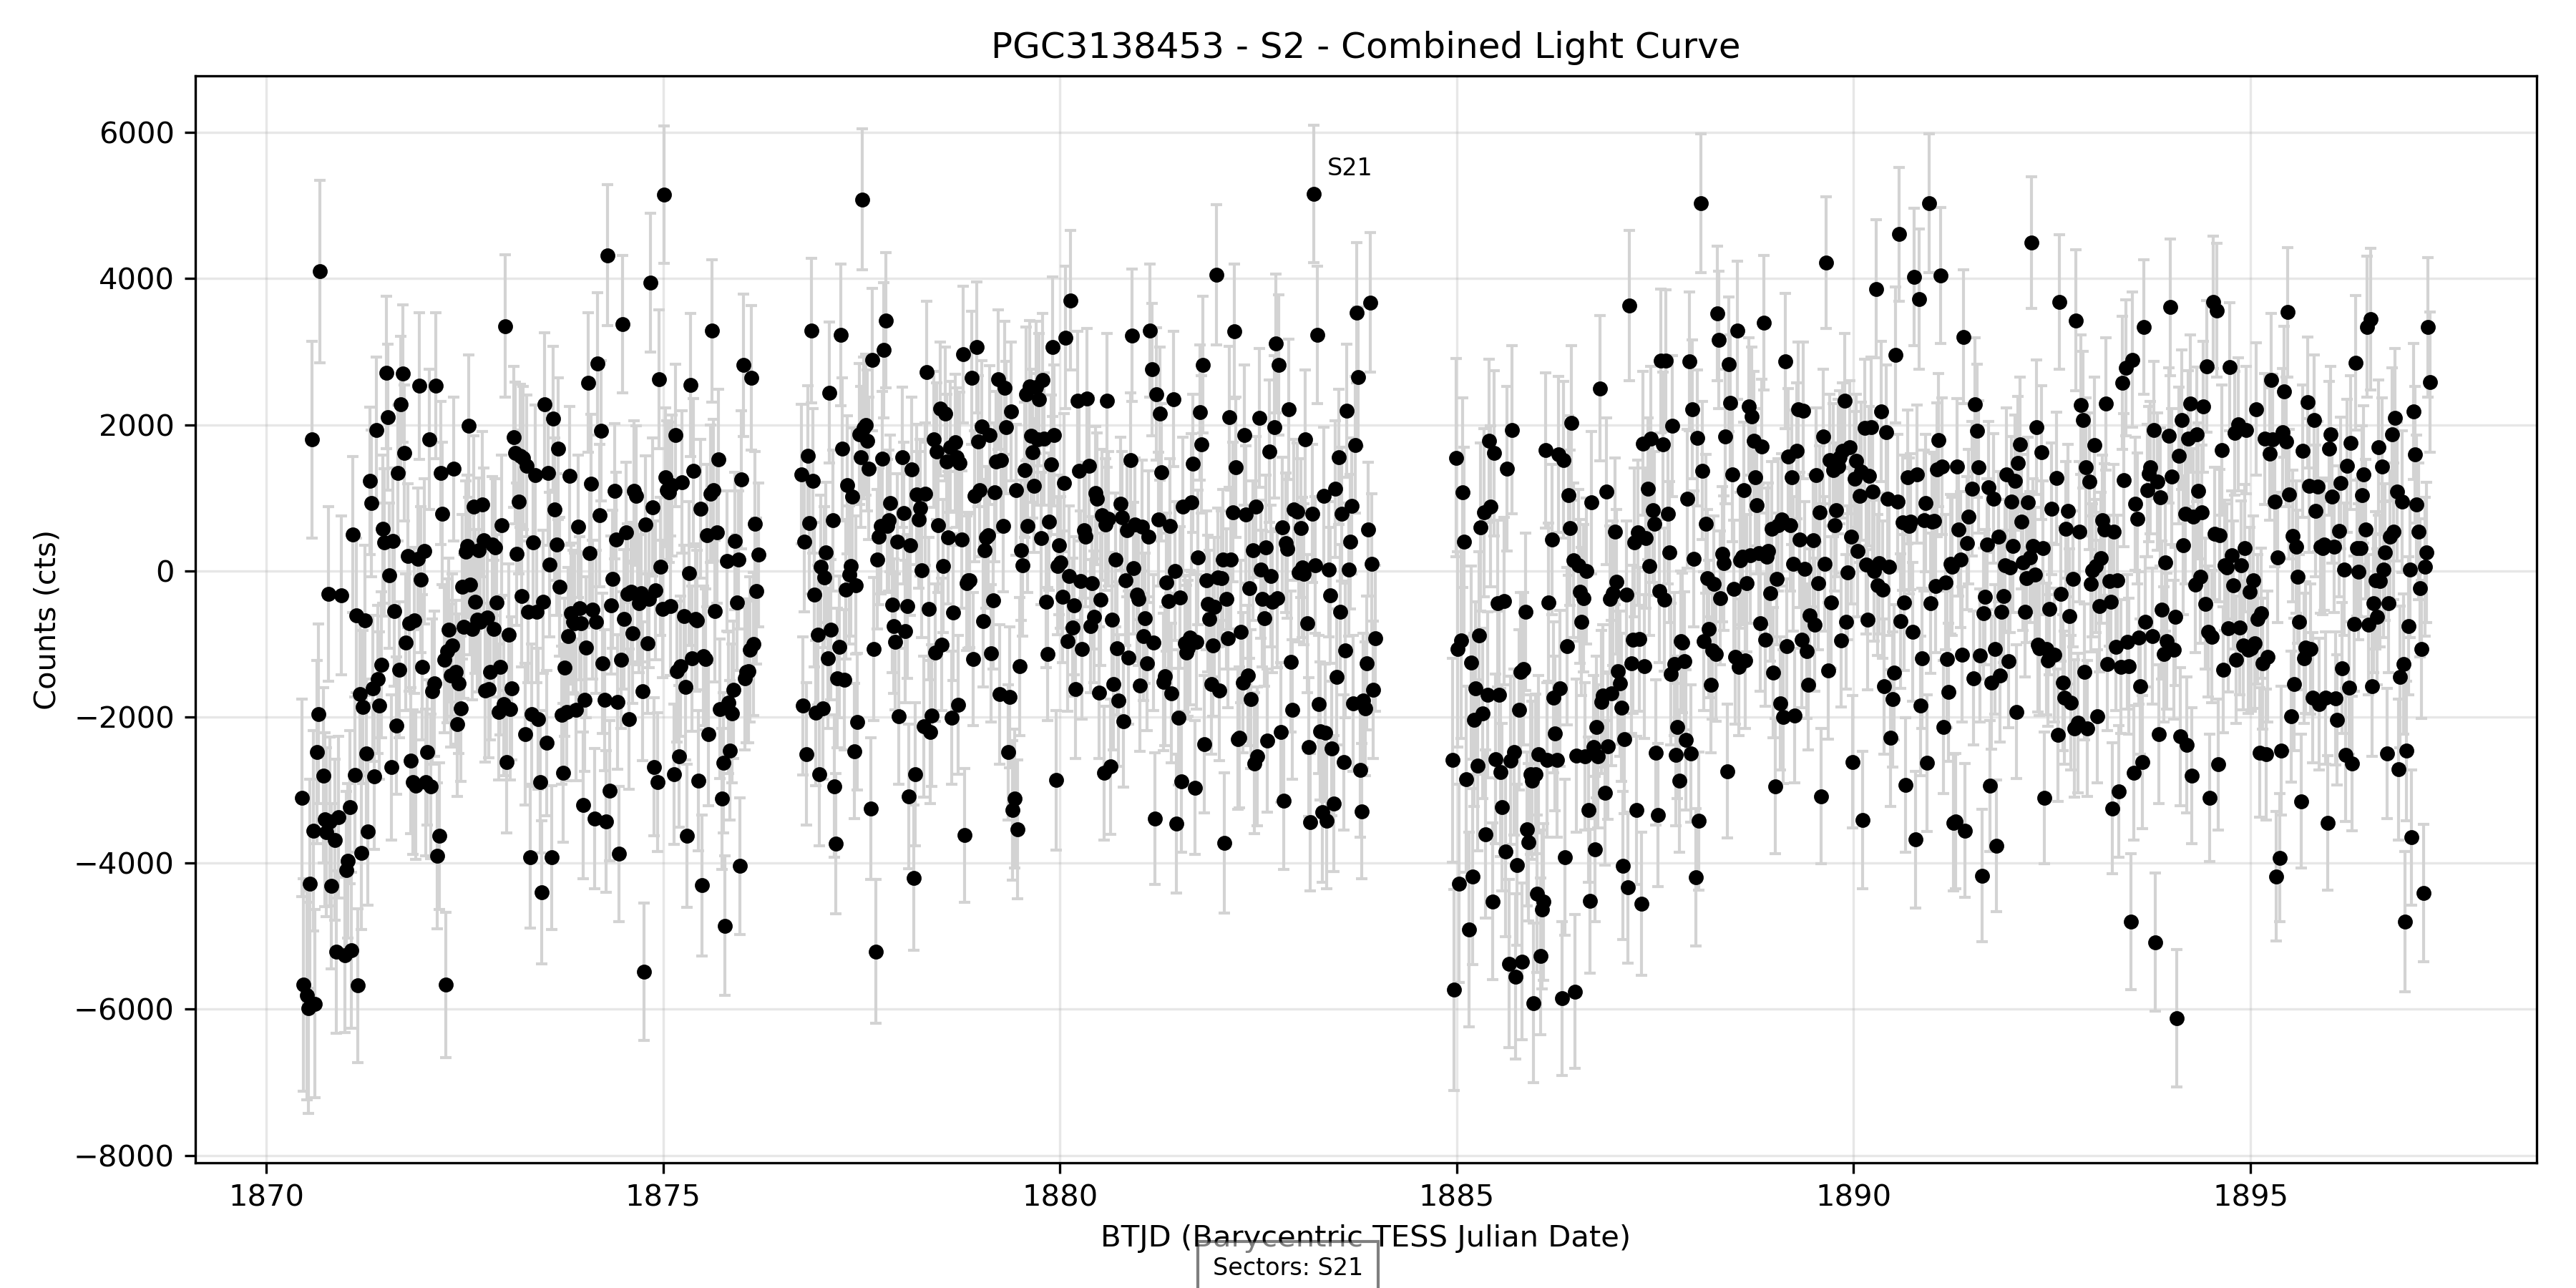 PGC3138453 - S2 - Combined Light Curve
Counts (cts)
6000
4000
2000
0
−2000
−4000
−6000
−8000
S21
1870 1875 1880 1885 1890 1895
BTJD (Barycentric TESS Julian Date)
Sectors: S21